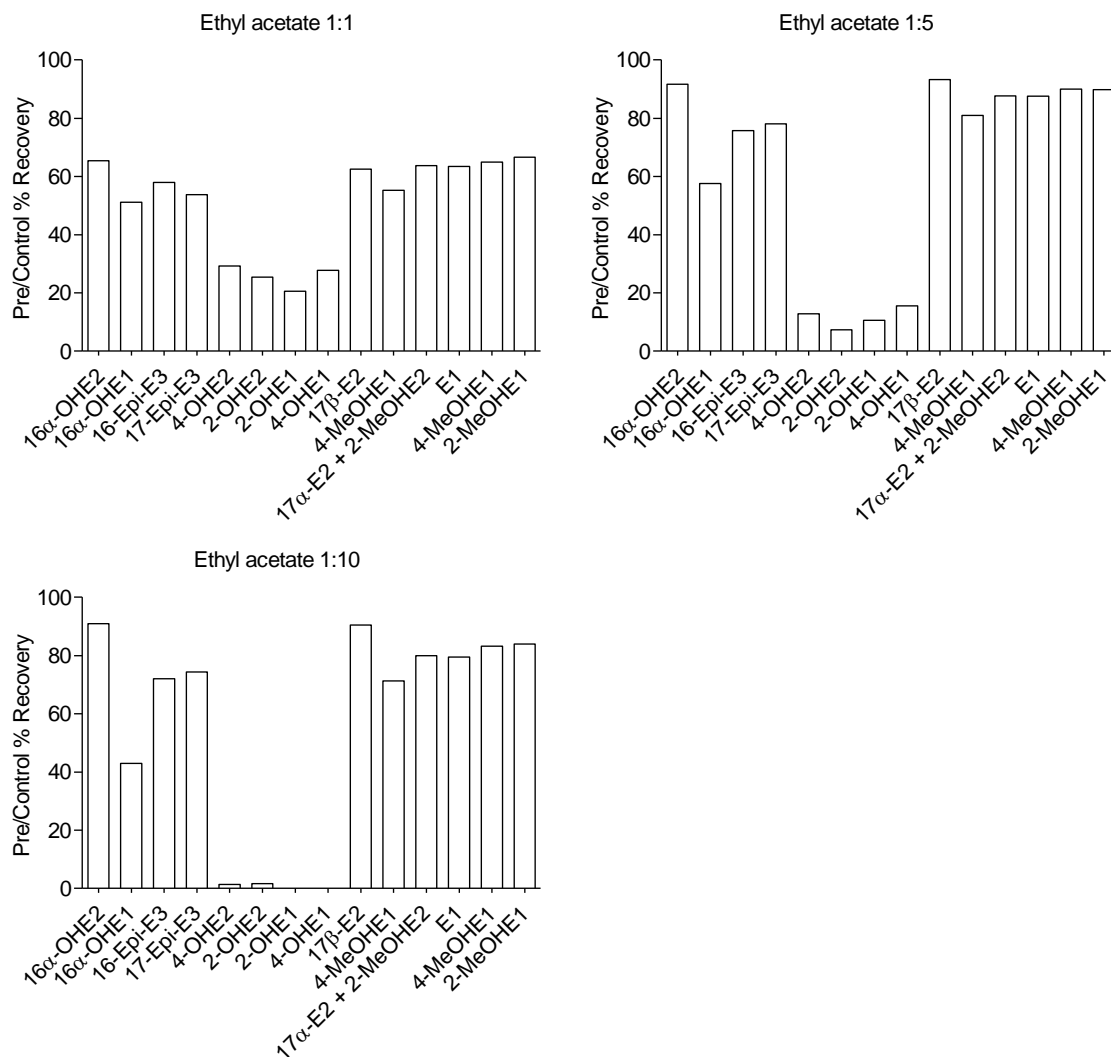 Ethyl acetate 1:1
Pre/Control % Recovery
100
80
60
40
20
0
16α-OHE2
16α-OHE1
16-Epi-E3
17-Epi-E3
4-OHE2
2-OHE2
2-OHE1
4-OHE1
17β-E2
4-MeOHE1
17α-E2 + 2-MeOHE2
E1
4-MeOHE1
2-MeOHE1
Ethyl acetate 1:5
Pre/Control % Recovery
100
80
60
40
20
0
16α-OHE2
16α-OHE1
16-Epi-E3
17-Epi-E3
4-OHE2
2-OHE2
2-OHE1
4-OHE1
17β-E2
4-MeOHE1
17α-E2 + 2-MeOHE2
E1
4-MeOHE1
2-MeOHE1
Ethyl acetate 1:10
Pre/Control % Recovery
100
80
60
40
20
0
16α-OHE2
16α-OHE1
16-Epi-E3
17-Epi-E3
4-OHE2
2-OHE2
2-OHE1
4-OHE1
17β-E2
4-MeOHE1
17α-E2 + 2-MeOHE2
E1
4-MeOHE1
2-MeOHE1